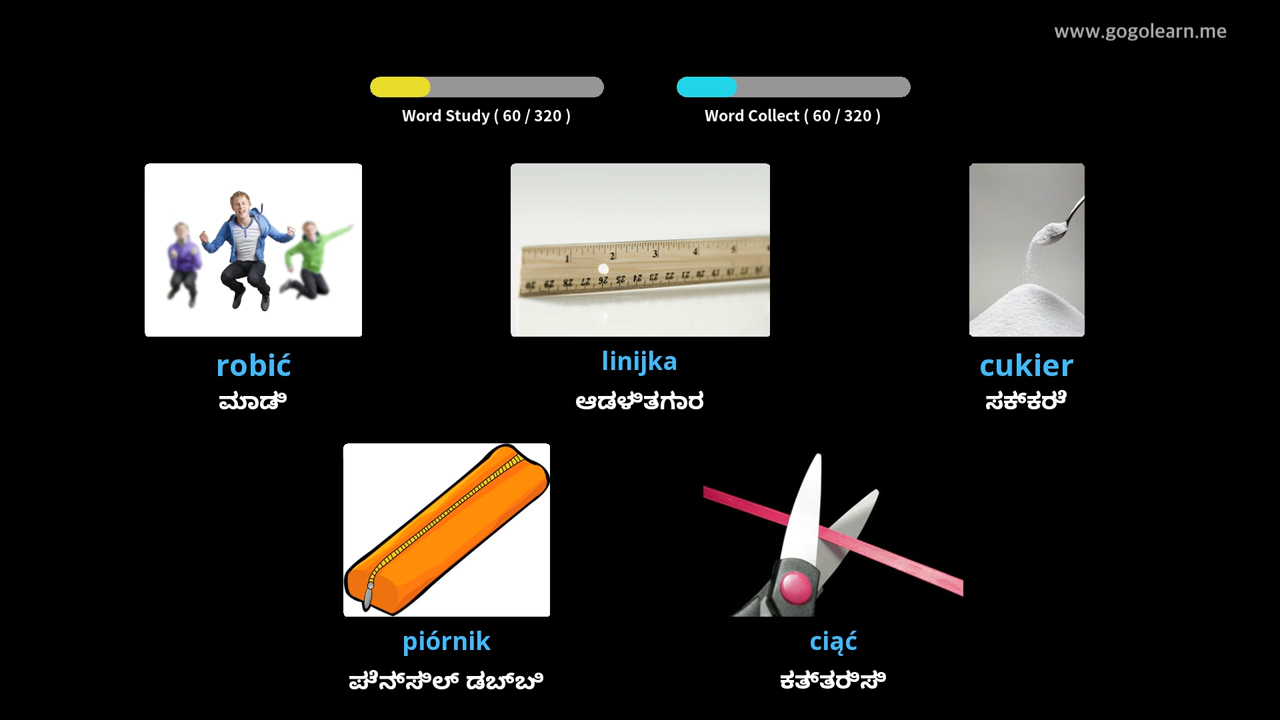 www.gogolearn.me
Word Study ( 60 / 320 )
Word Collect ( 60 / 320 )
robić
ಮಾಡಿ
linijka
ಆಡಳಿತಗಾರ
cukier
ಸಕ್ಕರೆ
piórnik
ಪೆನ್ಸಿಲ್ ಡಬ್ಬಿ
ciąć
ಕತ್ತರಿಸಿ